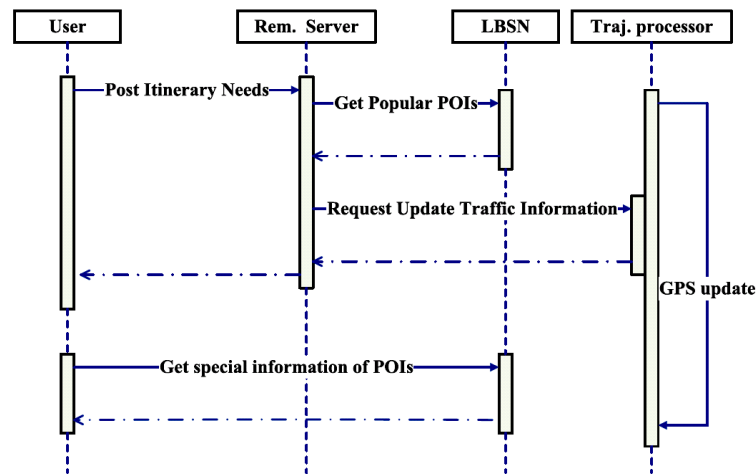 User
Rem. Server
LBSN
Traj. processor
Post Itinerary Needs
Get Popular POIs
Request Update Traffic Information
GPS update
Get special information of POIs